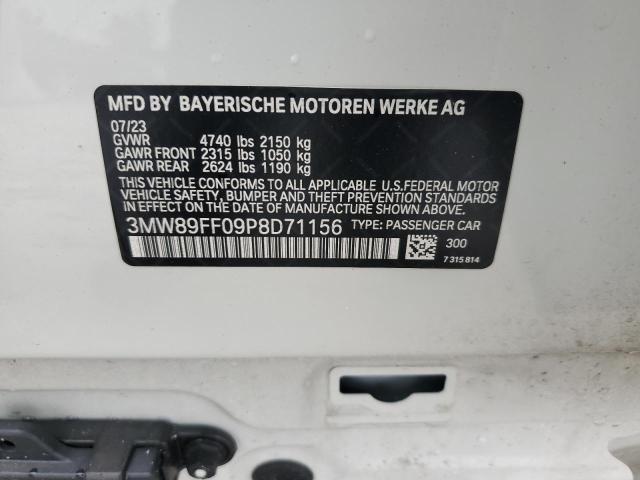 MFD BY BAYERISCHE MOTOREN WERKE AG
07/23
GVWR 4740 lbs 2150 kg
GAWR FRONT 2315 lbs 1050 kg
GAWR REAR 2624 lbs 1190 kg
THIS VEHICLE CONFORMS TO ALL APPLICABLE U.S.FEDERAL MOTOR
VEHICLE SAFETY, BUMPER AND THEFT PREVENTION STANDARDS
IN EFFECT ON THE DATE OF MANUFACTURE SHOWN ABOVE.
3MW89FF09P8D71156 TYPE: PASSENGER CAR
300
7 315 814